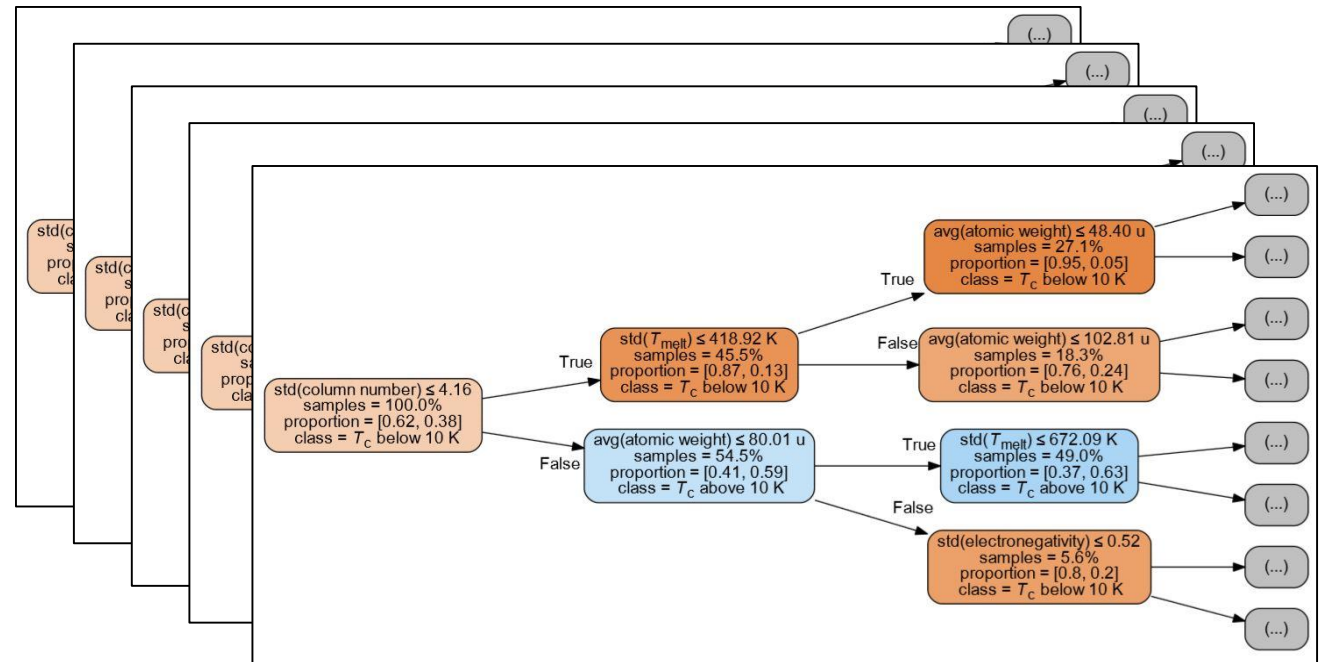 (...)
(...)
(...)
(...)
std(c
s
pro
cla
std(c
s
pro
cla
std(c
s
pro
cla
std(co
sa
propo
class
std(column number) ≤ 4.16
samples = 100.0%
proportion = [0.62, 0.38]
class = Tc below 10 K
True
False
std(Tmelt) ≤ 418.92 K
samples = 45.5%
proportion = [0.87, 0.13]
class = Tc below 10 K
avg(atomic weight) ≤ 80.01 u
samples = 54.5%
proportion = [0.41, 0.59]
class = Tc above 10 K
True
False
True
False
avg(atomic weight) ≤ 48.40 u
samples = 27.1%
proportion = [0.95, 0.05]
class = Tc below 10 K
avg(atomic weight) ≤ 102.81 u
samples = 18.3%
proportion = [0.76, 0.24]
class = Tc below 10 K
std(Tmelt) ≤ 672.09 K
samples = 49.0%
proportion = [0.37, 0.63]
class = Tc above 10 K
std(electronegativity) ≤ 0.52
samples = 5.6%
proportion = [0.8, 0.2]
class = Tc below 10 K
(...)
(...)
(...)
(...)
(...)
(...)
(...)
(...)